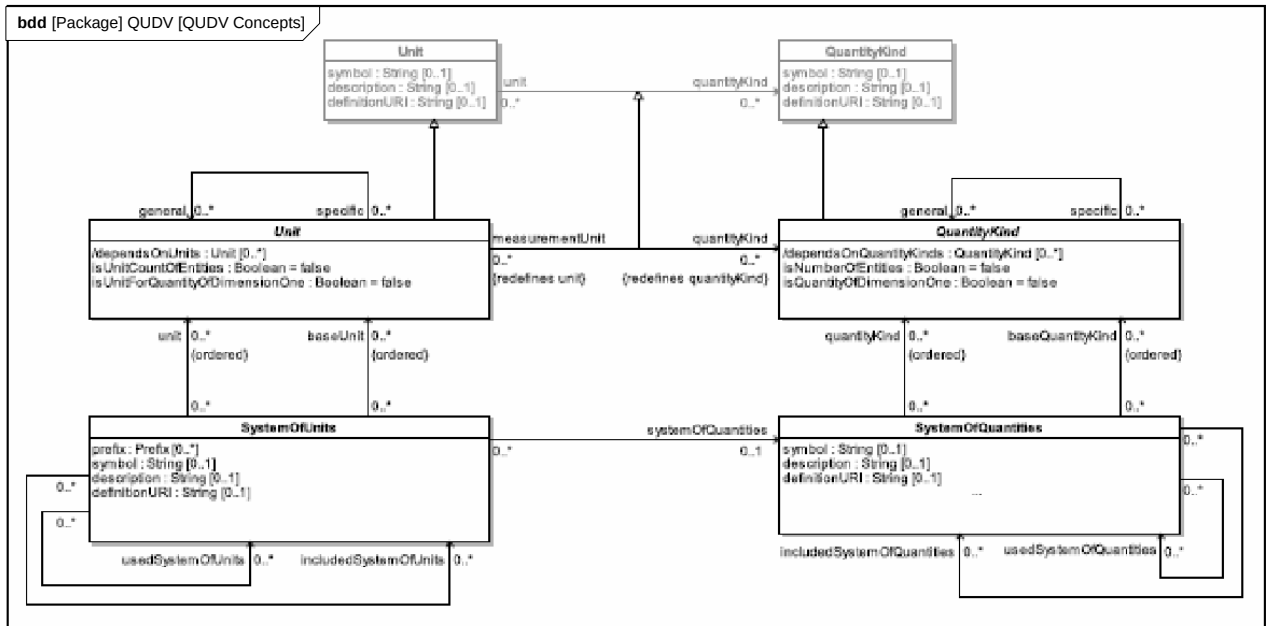 bdd [Package] QUDV [QUDV Concepts]
Unit
symbol : String [0..1]
description : String [0..1]
definitionURI : String [0..1]
unit
0..*
quantityKind
0..*
QuantityKind
symbol : String [0..1]
description : String [0..1]
definitionURI : String [0..1]
general 0..*
specific 0..*
general 0..*
specific 0..*
Unit
/dependsOnUnits : Unit [0..*]
isUnitCountOfEntities : Boolean = false
isUnitForQuantityOfDimensionOne : Boolean = false
measurementUnit
0..*
{redefines unit}
quantityKind
0..*
{redefines quantityKind}
QuantityKind
/dependsOnQuantityKinds : QuantityKind [0..*]
isNumberOfEntities : Boolean = false
isQuantityOfDimensionOne : Boolean = false
unit 0..*
{ordered}
baseUnit 0..*
{ordered}
quantityKind 0..*
{ordered}
baseQuantityKind 0..*
{ordered}
0..*
0..*
0..*
0..*
SystemOfUnits
prefix : Prefix [0..*]
symbol : String [0..1]
description : String [0..1]
definitionURI : String [0..1]
0..*
systemOfQuantities
0..1
SystemOfQuantities
symbol : String [0..1]
description : String [0..1]
definitionURI : String [0..1]
...
0..*
0..*
0..*
0..*
usedSystemOfUnits 0..*
includedSystemOfUnits 0..*
includedSystemOfQuantities 0..*
usedSystemOfQuantities 0..*